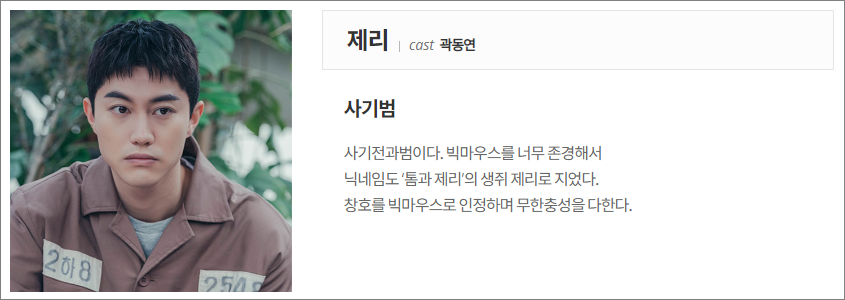 제리 | cast 곽동연
사기범
사기전과범이다. 빅마우스를 너무 존경해서
닉네임도 ‘톰과 제리’의 생쥐 제리로 지었다.
창호를 빅마우스로 인정하며 무한충성을 다한다.
2하8
254